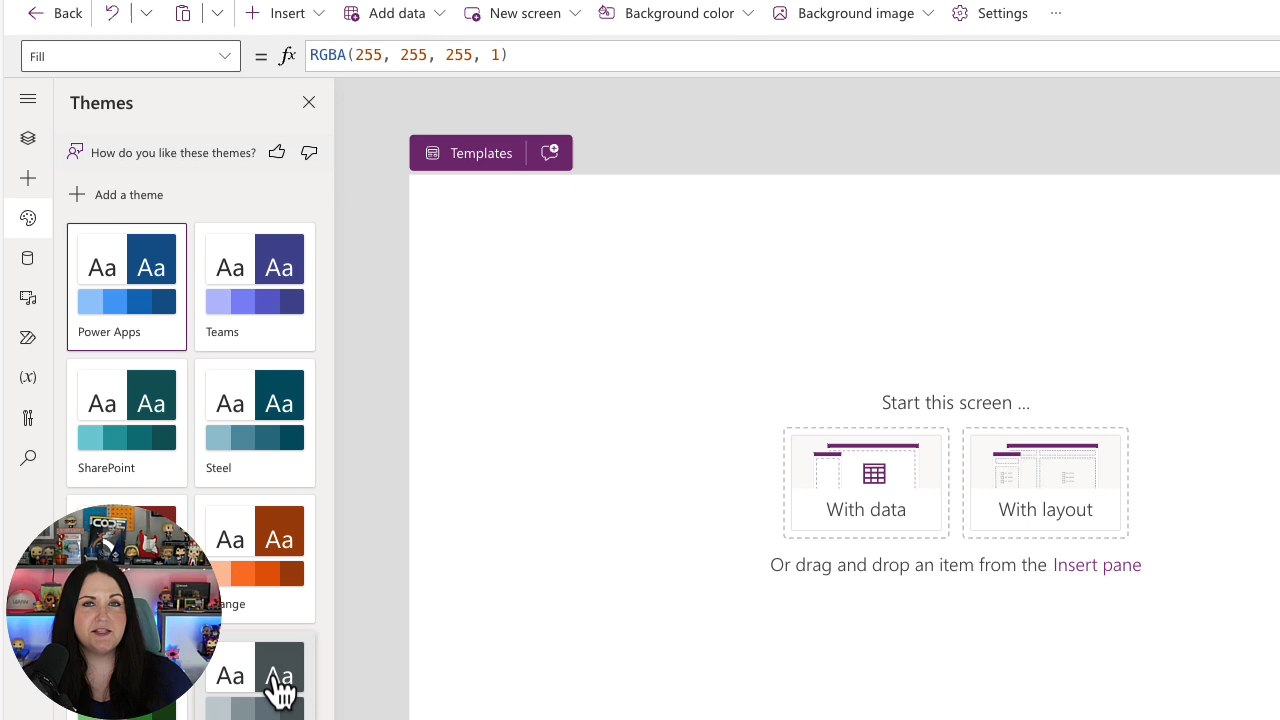 Back
Insert
Add data
New screen
Background color
Background image
Settings
...
Fill
= fx RGBA(255, 255, 255, 1)
Themes
How do you like these themes?
Add a theme
Aa Aa
Power Apps
Aa Aa
Teams
Aa Aa
SharePoint
Aa Aa
Steel
Aa Aa
Aa Aa
(x)
Templates
Start this screen ...
With data
With layout
Or drag and drop an item from the Insert pane
CODE